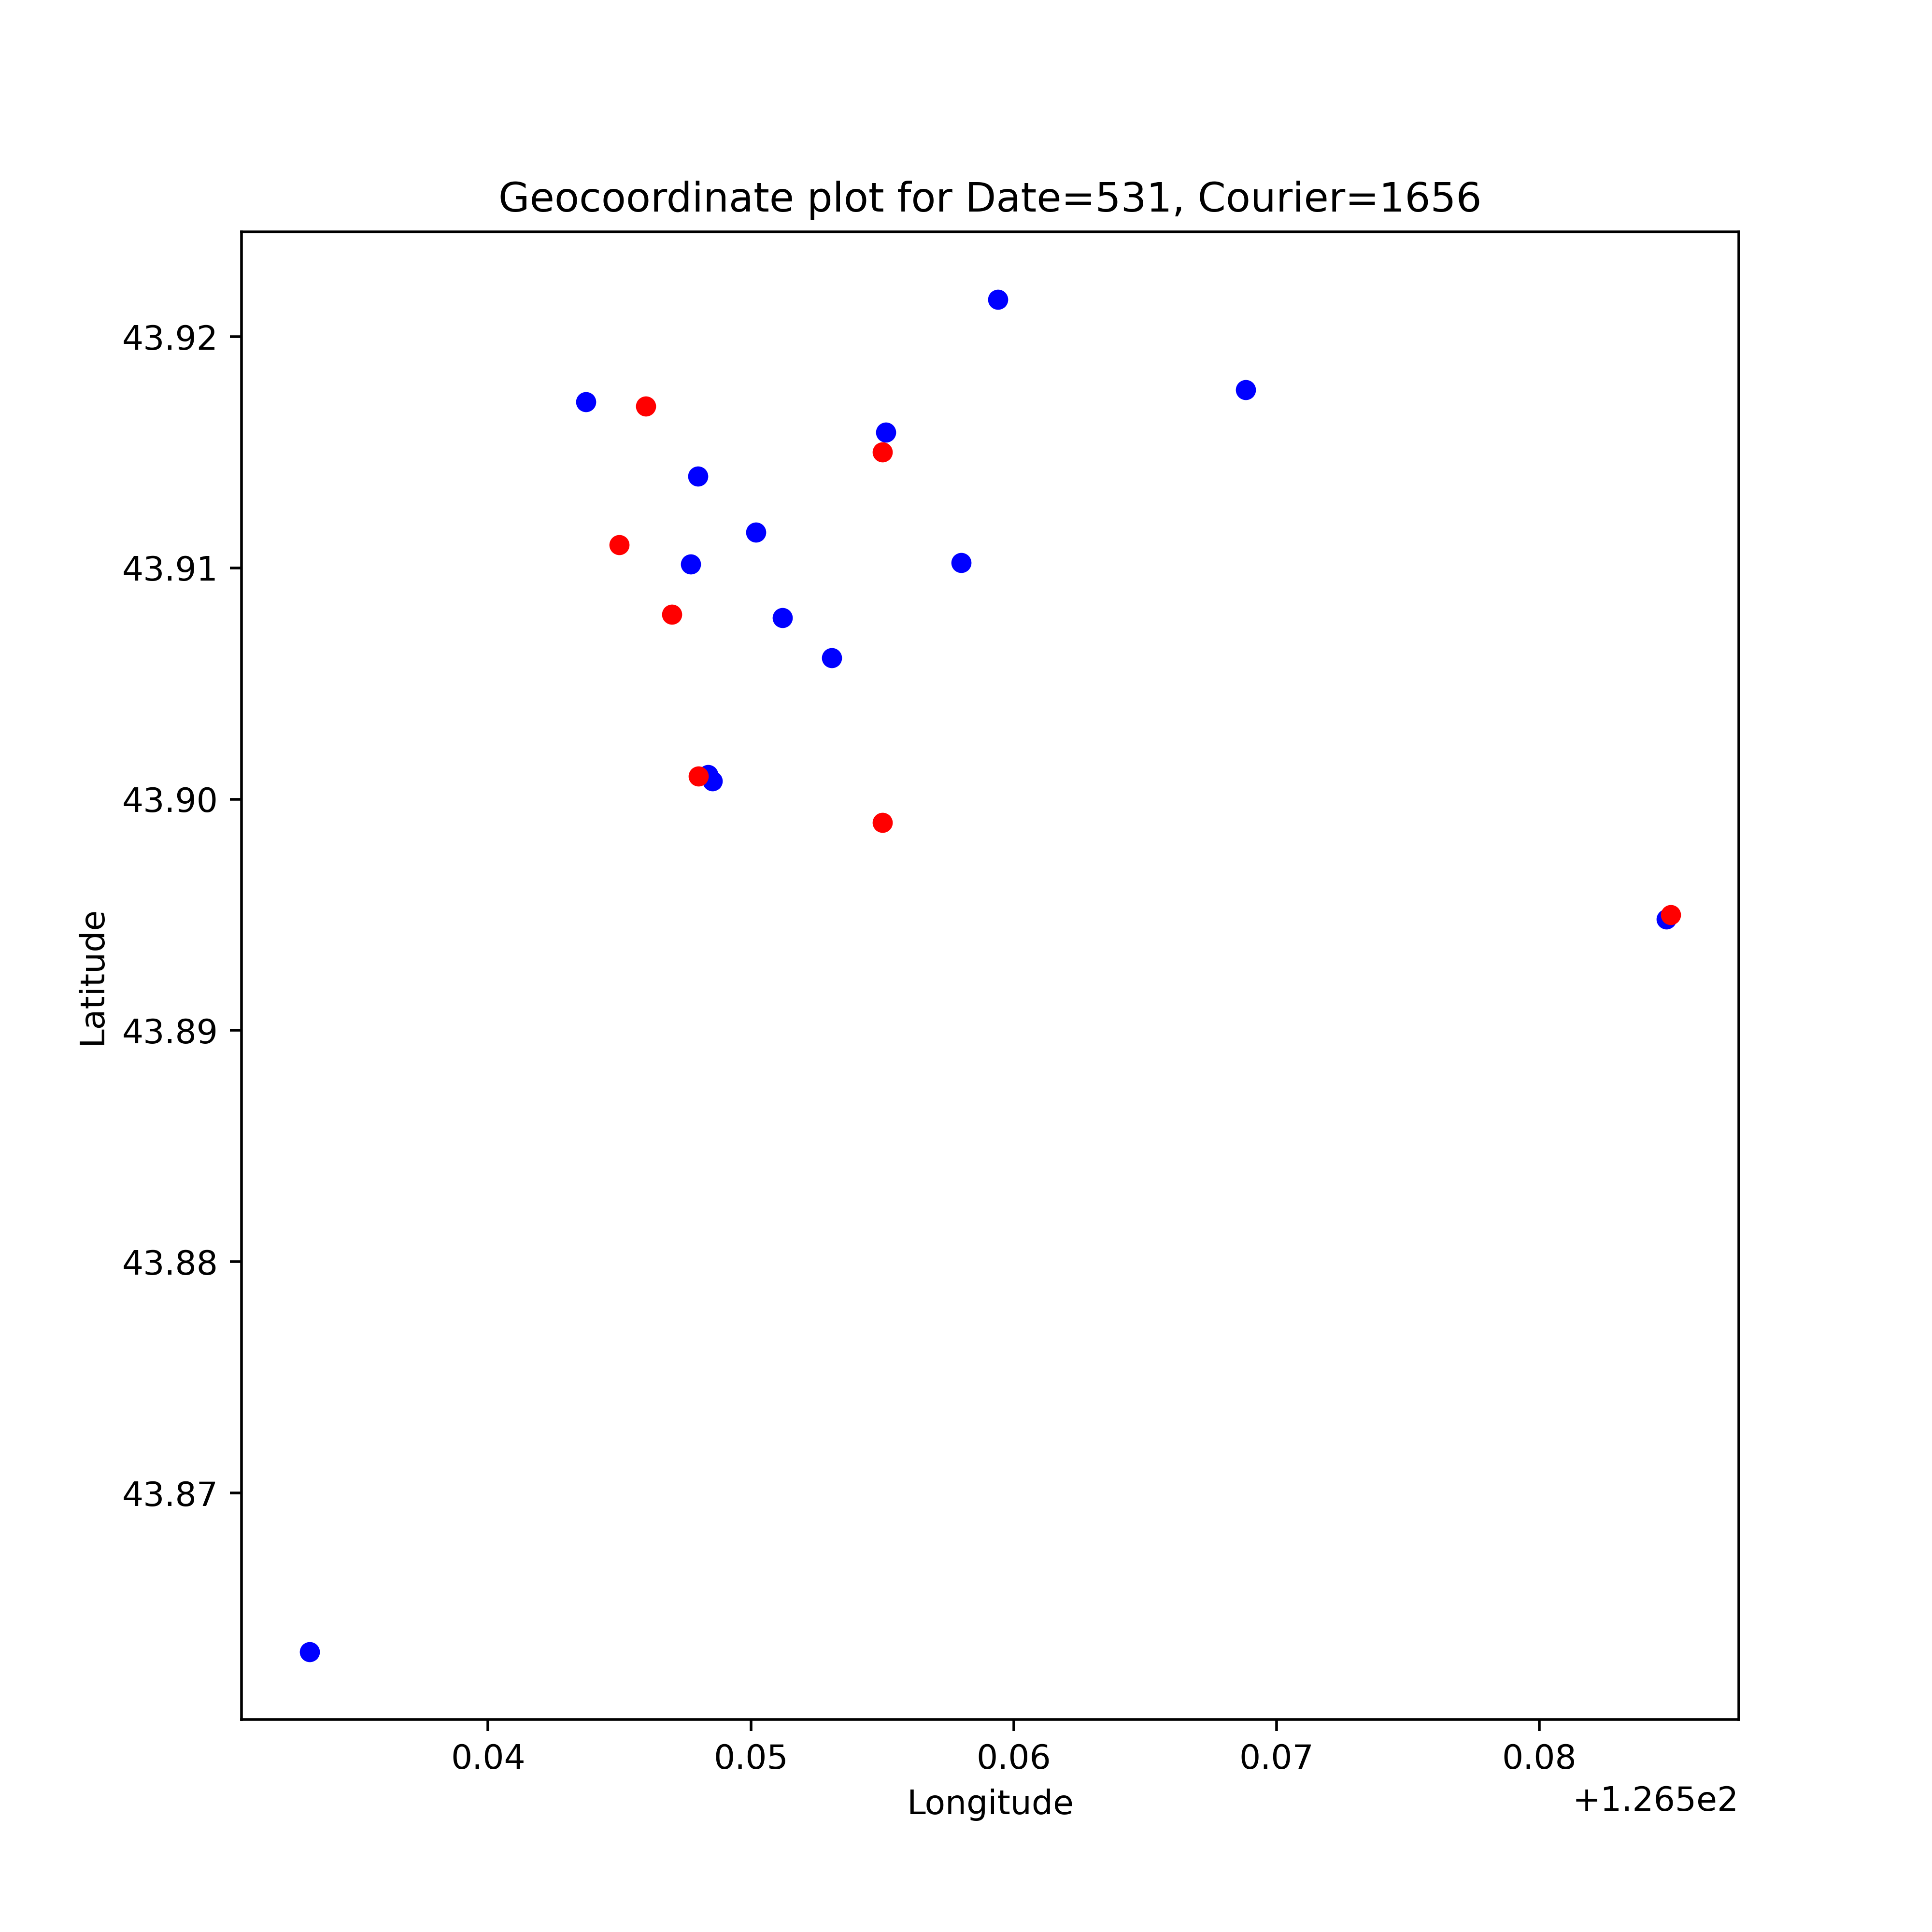 Geocoordinate plot for Date=531, Courier=1656
43.92
43.91
43.90
43.89
43.88
43.87
Latitude
0.04 0.05 0.06 0.07 0.08
Longitude
+1.265e2